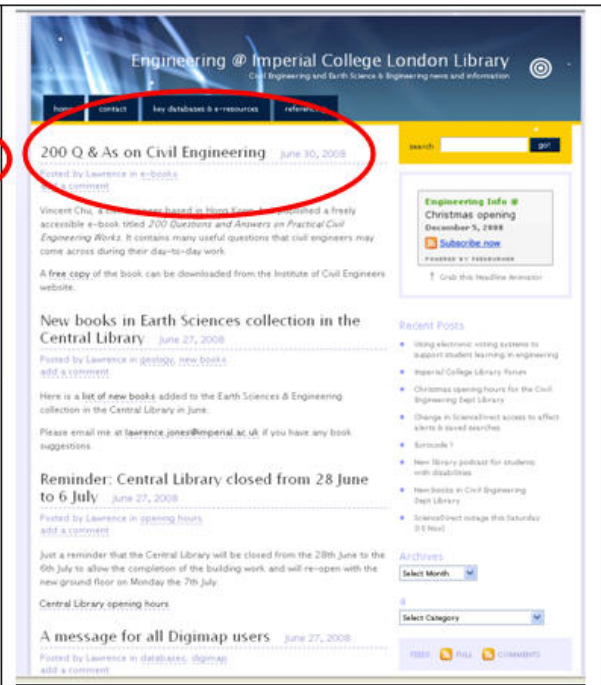 Engineering @ Imperial College London Library
Civil Engineering and Earth Science & Engineering news and information
home contact key databases & e-resources
search go!
200 Q & As on Civil Engineering June 30, 2008
Posted by Lawrence in e-books
add a comment
Vincent Chu, a civil engineer based in Hong Kong, has published a freely
accessible e-book titled 200 Questions and Answers on Practical Civil
Engineering Works. It contains many useful questions that civil engineers may
come across during their day-to-day work.
A free copy of the book can be downloaded from the Institute of Civil Engineers
website.
New books in Earth Sciences collection in the
Central Library June 27, 2008
Posted by Lawrence in geology, new books
add a comment
Here is a list of new books added to the Earth Sciences & Engineering
collection in the Central Library in June.
Please email me at lawrence.jones@imperial.ac.uk if you have any book
suggestions.
Reminder: Central Library closed from 28 June
to 6 July June 27, 2008
Posted by Lawrence in opening hours
add a comment
Just a reminder that the Central Library will be closed from the 28th June to the
6th July to allow the completion of the building work and will re-open with the
new ground floor on Monday the 7th July.
Central Library opening hours
A message for all Digimap users June 27, 2008
Posted by Lawrence in databases, digimap
add a comment
Engineering Info @
Christmas opening
December 5, 2008
Subscribe now
POWERED BY FEEDBURNER
↑ Grab this Headline Animator
Recent Posts
Using electronic voting systems to
support student learning in engineering
Imperial College Library Forum
Christmas opening hours for the Civil
Engineering Dept Library
Change in ScienceDirect access to affect
alerts & saved searches
Eurocode 7
New library podcast for students
with disabilities
New books in Civil Engineering
Dept Library
ScienceDirect outage this Saturday
Archives
Select Month
Select Category
FEED: FULL COMMENTS